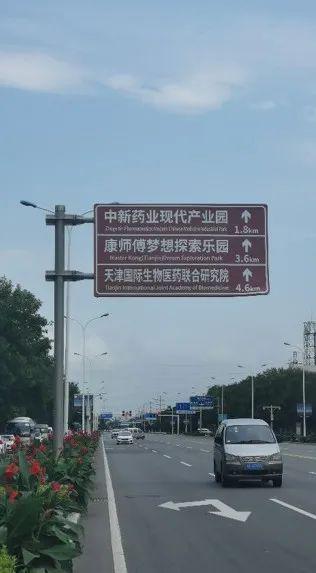 中新药业现代产业园
Zhongxin Pharmaceutical Modern Chinese Medicine Industrial Park
1.8km
康师傅梦想探索乐园
Master Kong(Tianjin)Dream Exploration Park
3.6km
天津国际生物医药联合研究院
Tianjin International Joint Academy of Biomedicine
4.6km